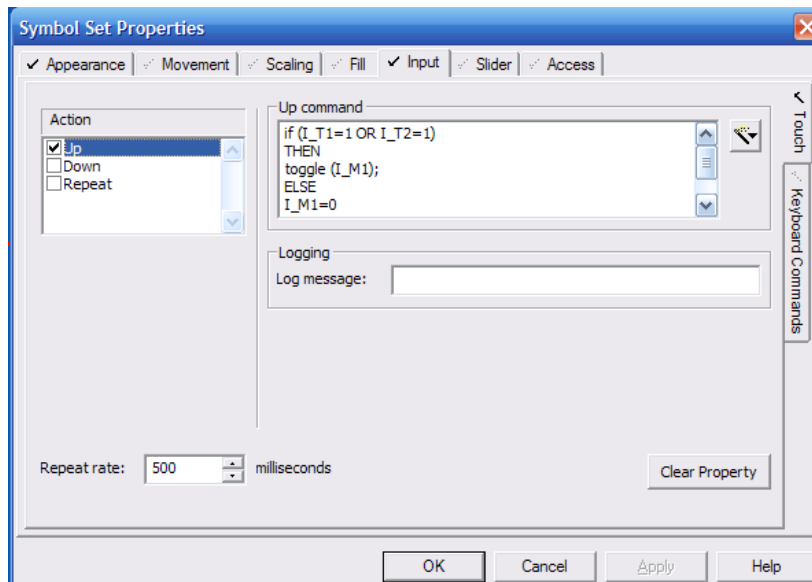 Symbol Set Properties
Appearance Movement Scaling Fill Input Slider Access
Action
Up
Down
Repeat
Up command
if (I_T1=1 OR I_T2=1)
THEN
toggle (I_M1);
ELSE
I_M1=0
Logging
Log message:
Touch
Keyboard Commands
Repeat rate: 500 milliseconds
Clear Property
OK Cancel Apply Help